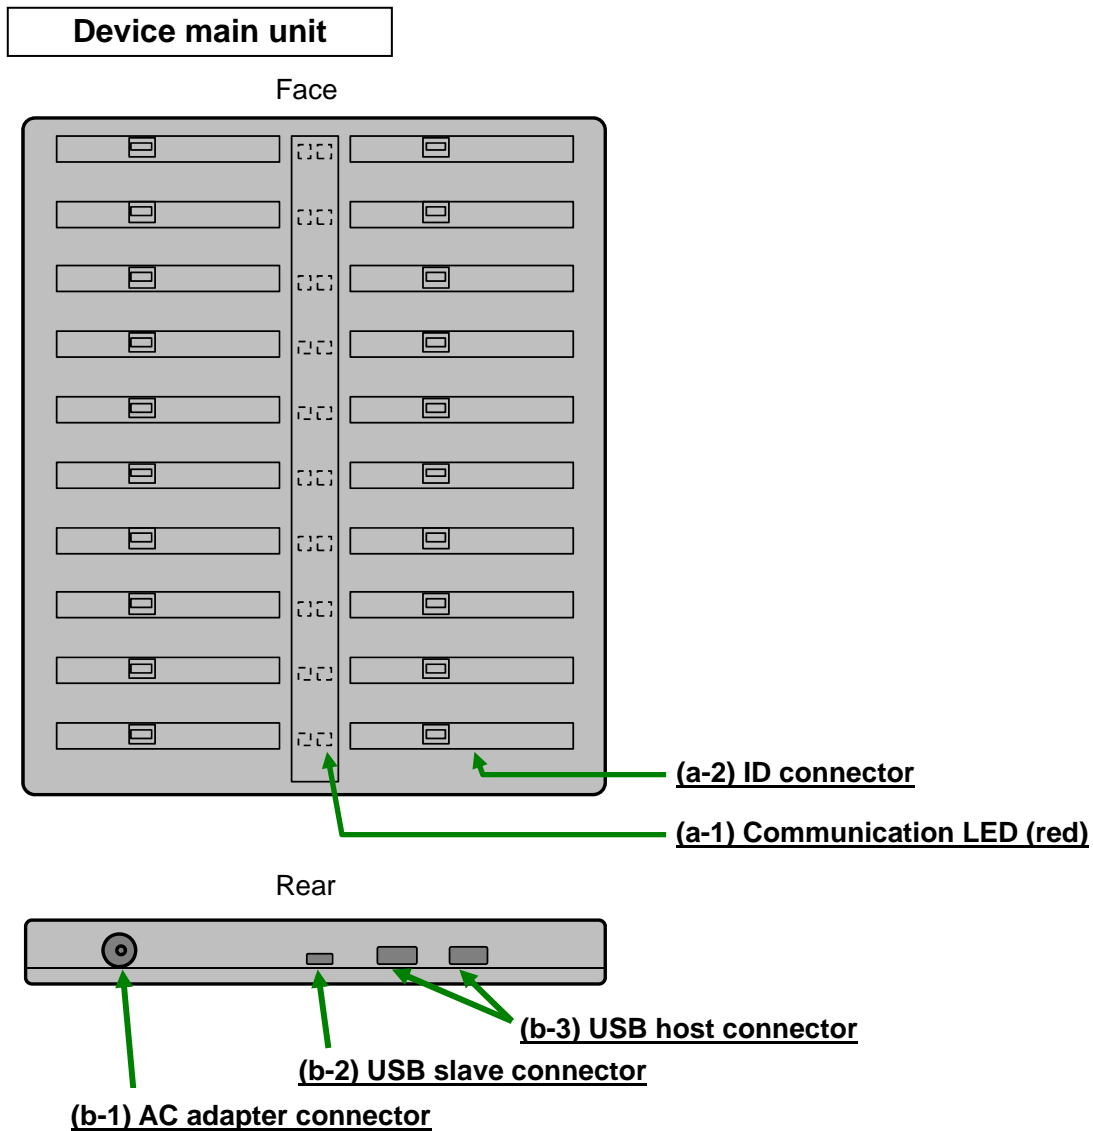 Device main unit
Face
(a-2) ID connector
(a-1) Communication LED (red)
Rear
(b-3) USB host connector
(b-2) USB slave connector
(b-1) AC adapter connector